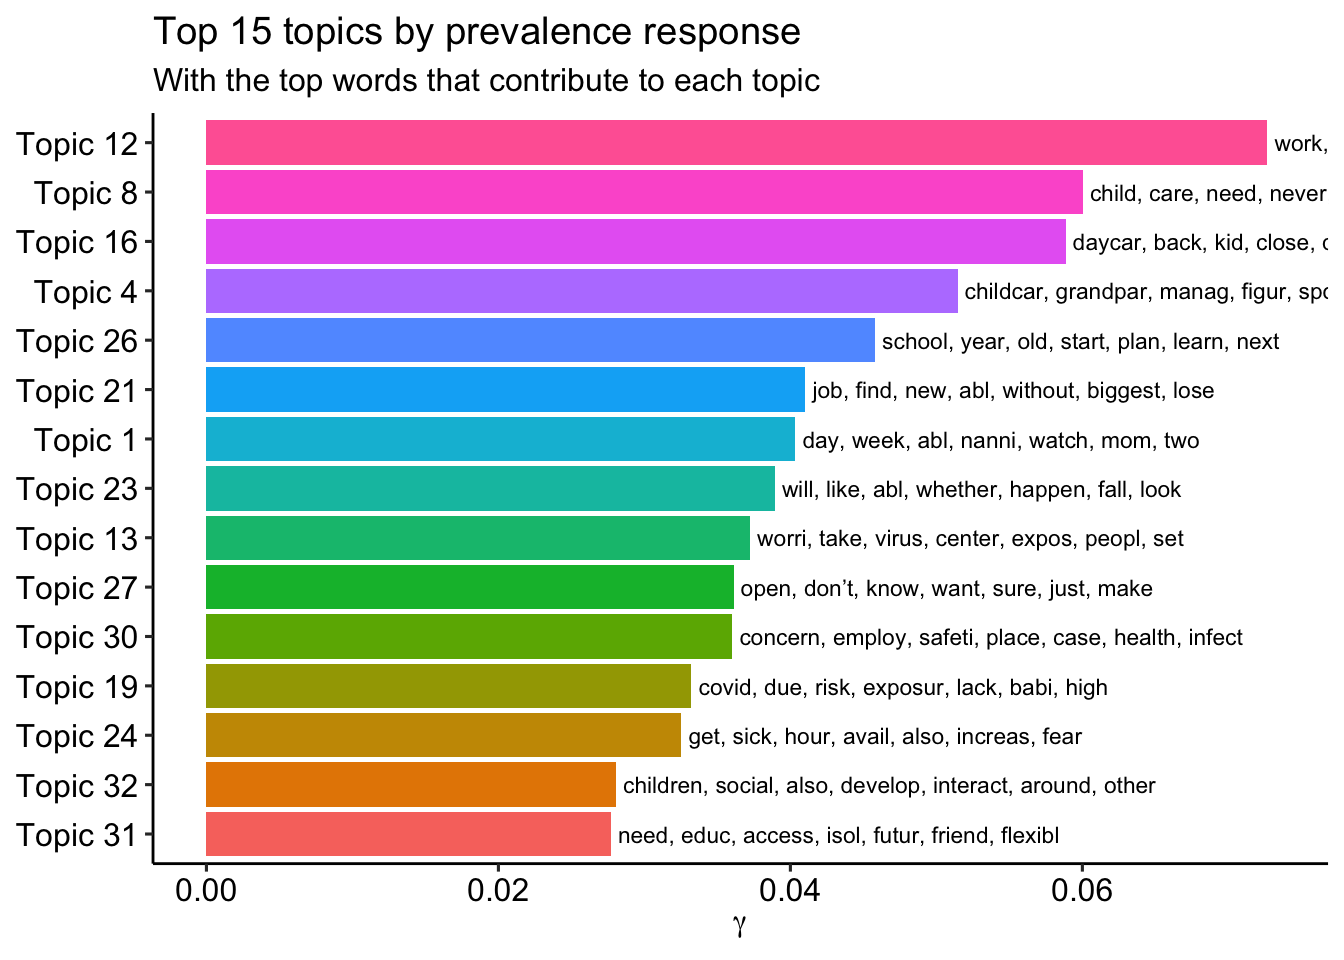 Top 15 topics by prevalence response
With the top words that contribute to each topic
Topic 12 work,
Topic 8 child, care, need, never
Topic 16 daycar, back, kid, close,
Topic 4 childcar, grandpar, manag, figur,
Topic 26 school, year, old, start, plan, learn, next
Topic 21 job, find, new, abl, without, biggest, lose
Topic 1 day, week, abl, nanni, watch, mom, two
Topic 23 will, like, abl, whether, happen, fall, look
Topic 13 worri, take, virus, center, expos, peopl, set
Topic 27 open, don’t, know, want, sure, just, make
Topic 30 concern, employ, safeti, place, case, health, infect
Topic 19 covid, due, risk, exposur, lack, babi, high
Topic 24 get, sick, hour, avail, also, increas, fear
Topic 32 children, social, also, develop, interact, around, other
Topic 31 need, educ, access, isol, futur, friend, flexibl
0.00 0.02 0.04 0.06
γ